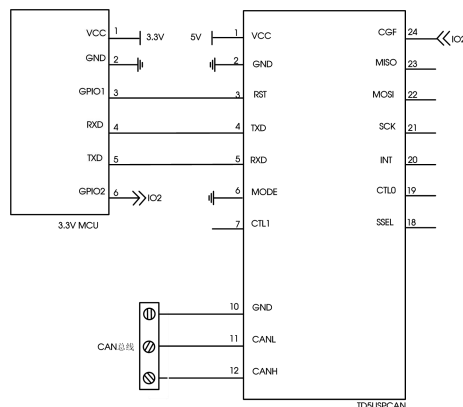 VCC 1 3.3V 5V 1 VCC CGF 24 IO2
GND 2 2 GND MISO 23
GPIO1 3 3 RST MOSI 22
RXD 4 4 TXD SCK 21
TXD 5 5 RXD INT 20
GPIO2 6 IO2 6 MODE CTL0 19
3.3V MCU 7 CTL1 SSEL 18
10 GND
CAN总线 11 CANL
12 CANH
TD5USPCAN